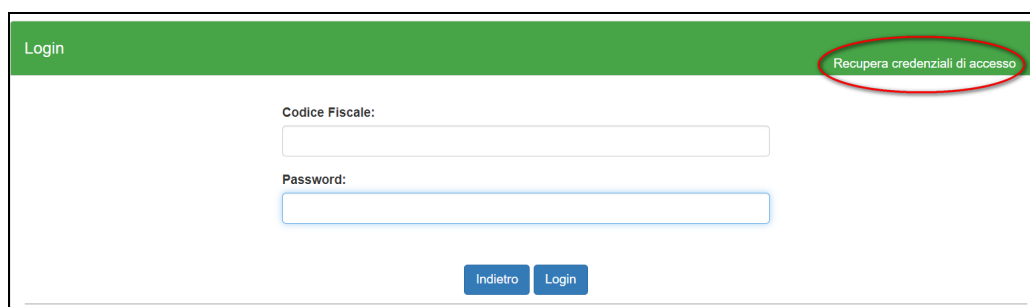 Login
Recupera credenziali di accesso
Codice Fiscale:
Password:
Indietro Login